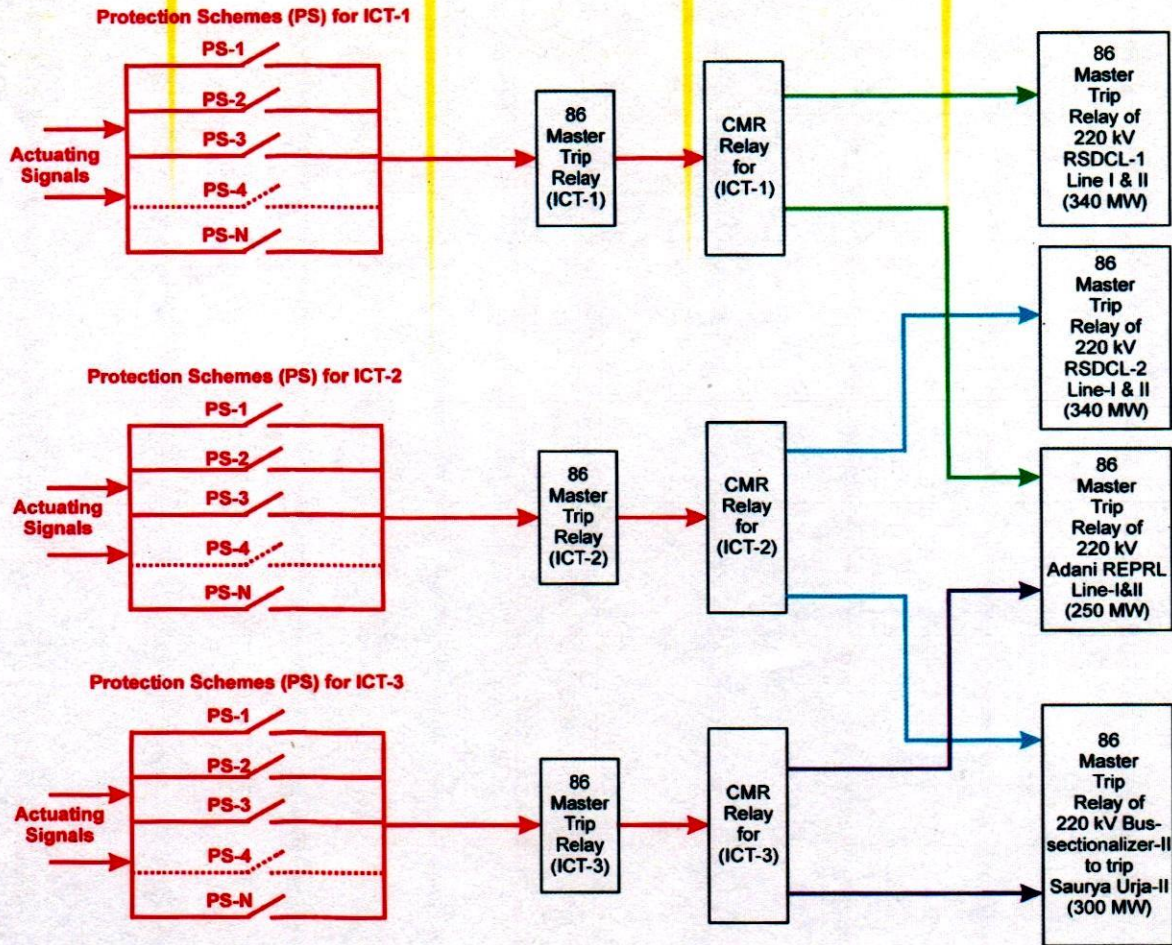 Protection Schemes (PS) for ICT-1
PS-1
PS-2
PS-3
PS-4
PS-N
Actuating
Signals
86
Master
Trip
Relay
(ICT-1)
CMR
Relay
for
(ICT-1)
86
Master
Trip
Relay of
220 kV
RSDCL-1
Line I & II
(340 MW)
86
Master
Trip
Relay of
220 kV
RSDCL-2
Line-I & II
(340 MW)
Protection Schemes (PS) for ICT-2
PS-1
PS-2
PS-3
PS-4
PS-N
Actuating
Signals
86
Master
Trip
Relay
(ICT-2)
CMR
Relay
for
(ICT-2)
86
Master
Trip
Relay of
220 kV
Adani REPRL
Line-I&II
(250 MW)
Protection Schemes (PS) for ICT-3
PS-1
PS-2
PS-3
PS-4
PS-N
Actuating
Signals
86
Master
Trip
Relay
(ICT-3)
CMR
Relay
for
(ICT-3)
86
Master
Trip
Relay of
220 kV Bus-
sectionalizer-II
to trip
Saurya Urja-II
(300 MW)